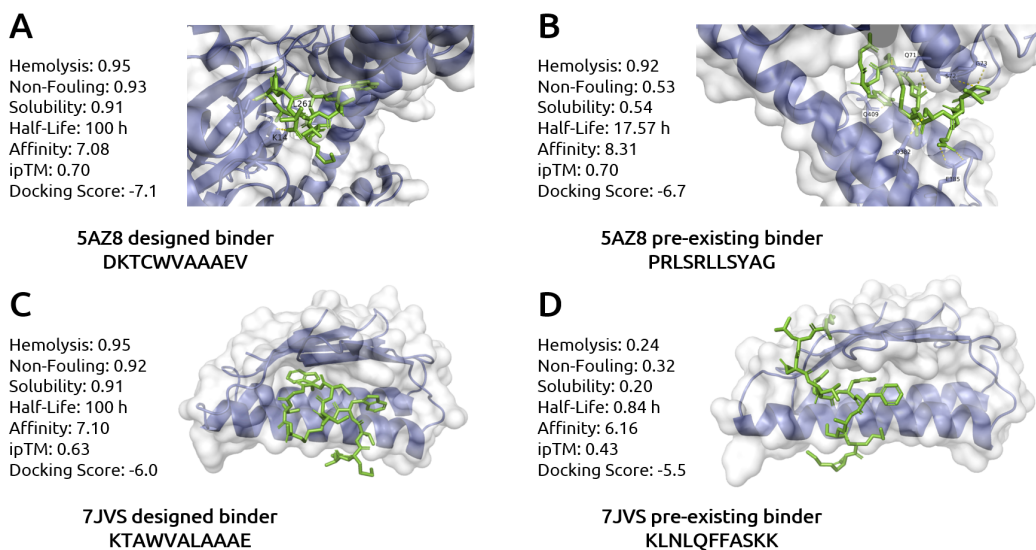 A
Hemolysis: 0.95
Non-Fouling: 0.93
Solubility: 0.91
Half-Life: 100 h
Affinity: 7.08
ipTM: 0.70
Docking Score: -7.1
L261
K14
5AZ8 designed binder
DKTCWVAAAEV
B
Hemolysis: 0.92
Non-Fouling: 0.53
Solubility: 0.54
Half-Life: 17.57 h
Affinity: 8.31
ipTM: 0.70
Docking Score: -6.7
Q71
Q409
5AZ8 pre-existing binder
PRLSRLLSYAG
C
Hemolysis: 0.95
Non-Fouling: 0.92
Solubility: 0.91
Half-Life: 100 h
Affinity: 7.10
ipTM: 0.63
Docking Score: -6.0
7JVS designed binder
KTAWVALAAAE
D
Hemolysis: 0.24
Non-Fouling: 0.32
Solubility: 0.20
Half-Life: 0.84 h
Affinity: 6.16
ipTM: 0.43
Docking Score: -5.5
7JVS pre-existing binder
KLNLQFFASKK